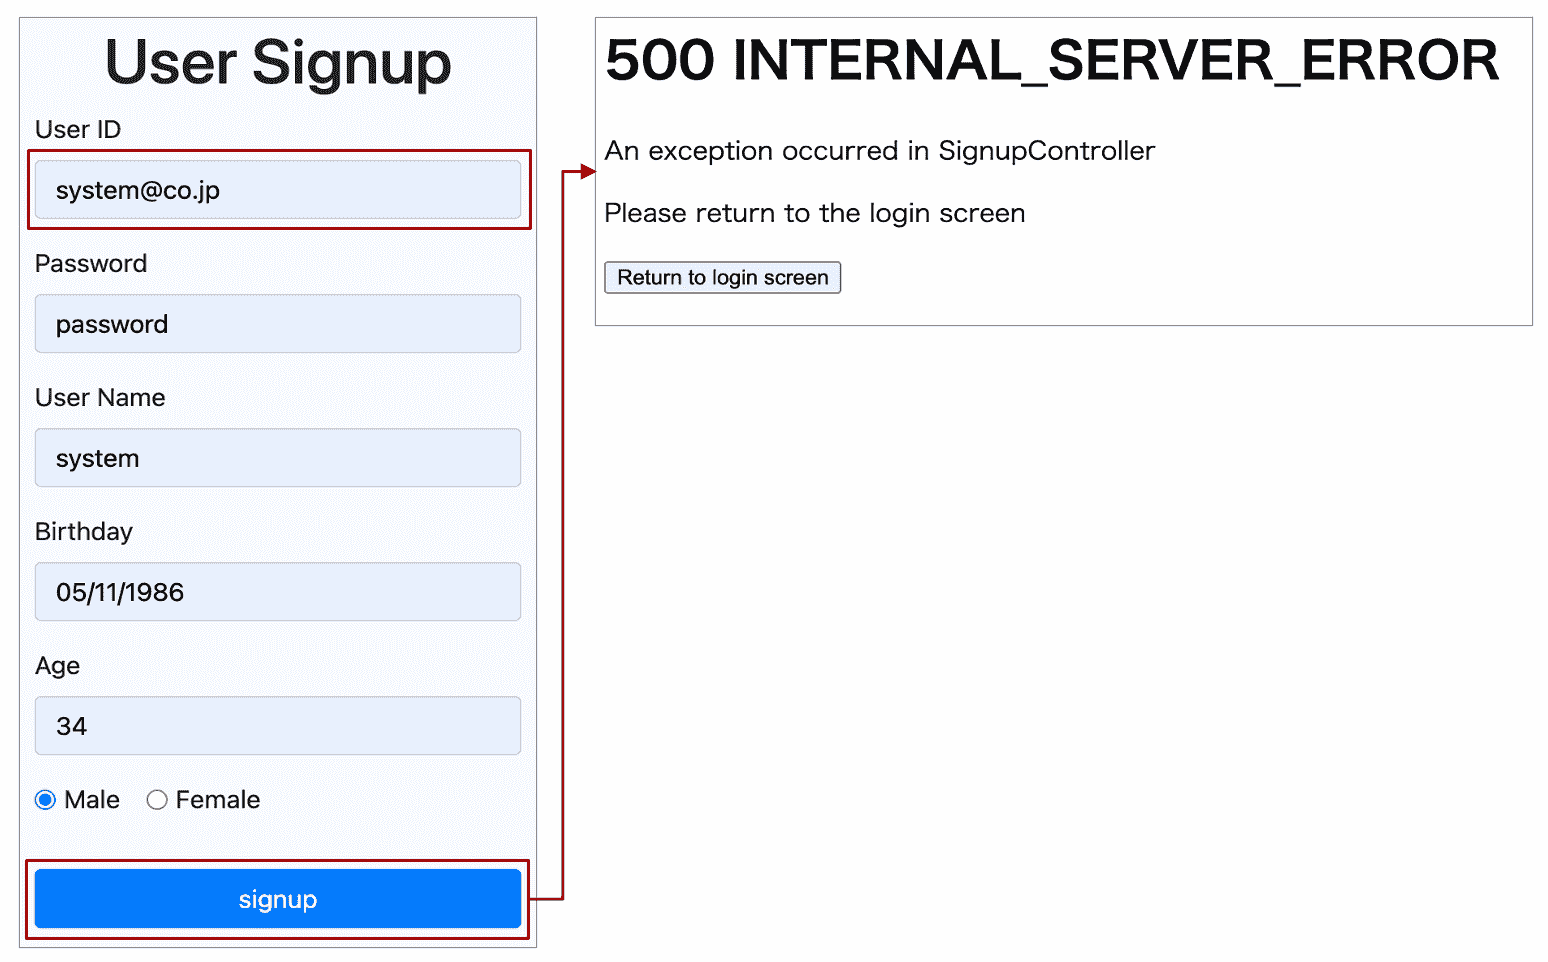 User Signup
User ID
system@co.jp
Password
password
User Name
system
Birthday
05/11/1986
Age
34
Male Female
signup
500 INTERNAL_SERVER_ERROR
An exception occurred in SignupController
Please return to the login screen
Return to login screen